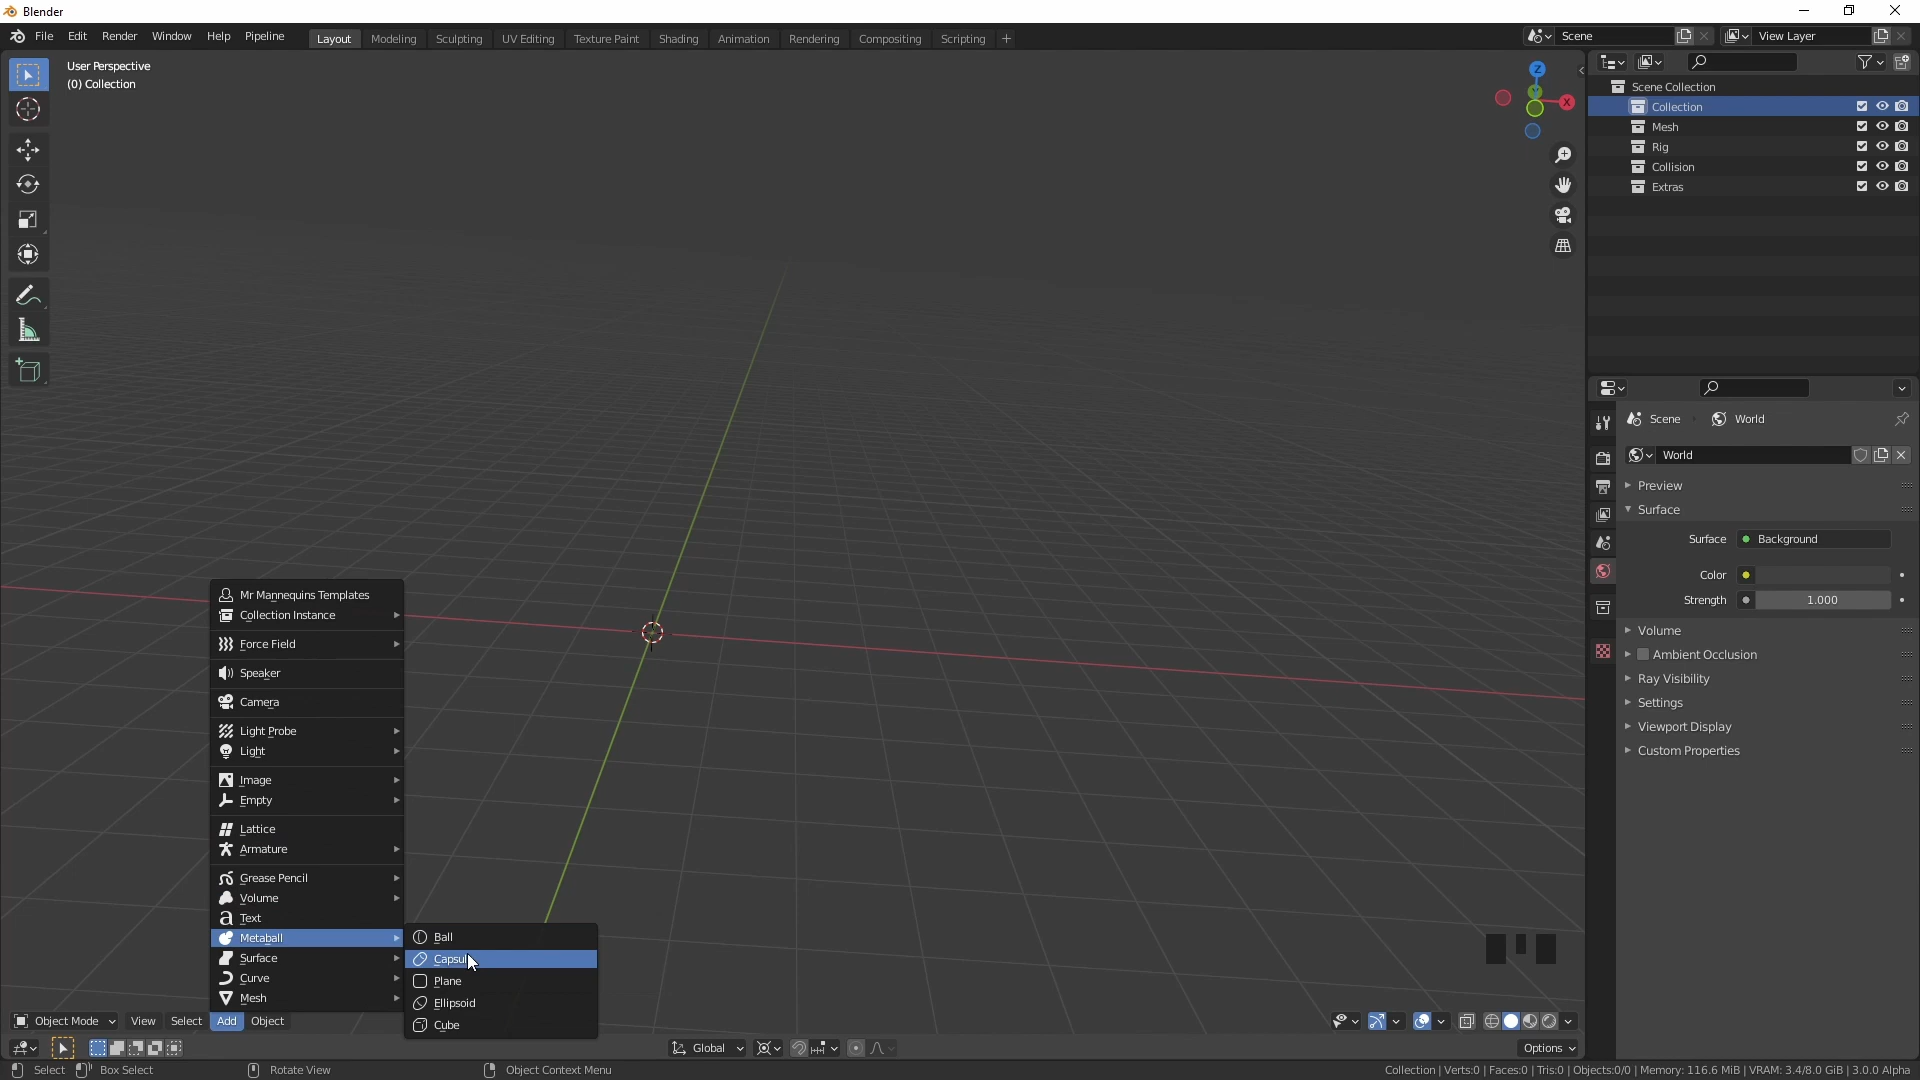 Blender
File Edit Render Window Help Pipeline Layout Modeling Sculpting UV Editing Texture Paint Shading Animation Rendering Compositing Scripting + Scene View Layer
User Perspective
(0) Collection
Z
Y
X
Scene Collection
Collection
Mesh
Rig
Collision
Extras
Scene World
World
Preview
Surface
Surface Background
Color
Strength 1.000
Volume
Ambient Occlusion
Ray Visibility
Settings
Viewport Display
Custom Properties
Mr Mannequins Templates
Collection Instance
Force Field
Speaker
Camera
Light Probe
Light
Image
Empty
Lattice
Armature
Grease Pencil
Volume
Text
Metaball
Surface
Curve
Mesh
Ball
Capsul
Plane
Ellipsoid
Cube
Object Mode View Select Add Object
Global Options
Select Box Select Rotate View Object Context Menu Collection | Verts:0 | Faces:0 | Tris:0 | Objects:0/0 | Memory: 116.6 MiB | VRAM: 3.4/8.0 GiB | 3.0.0 Alpha